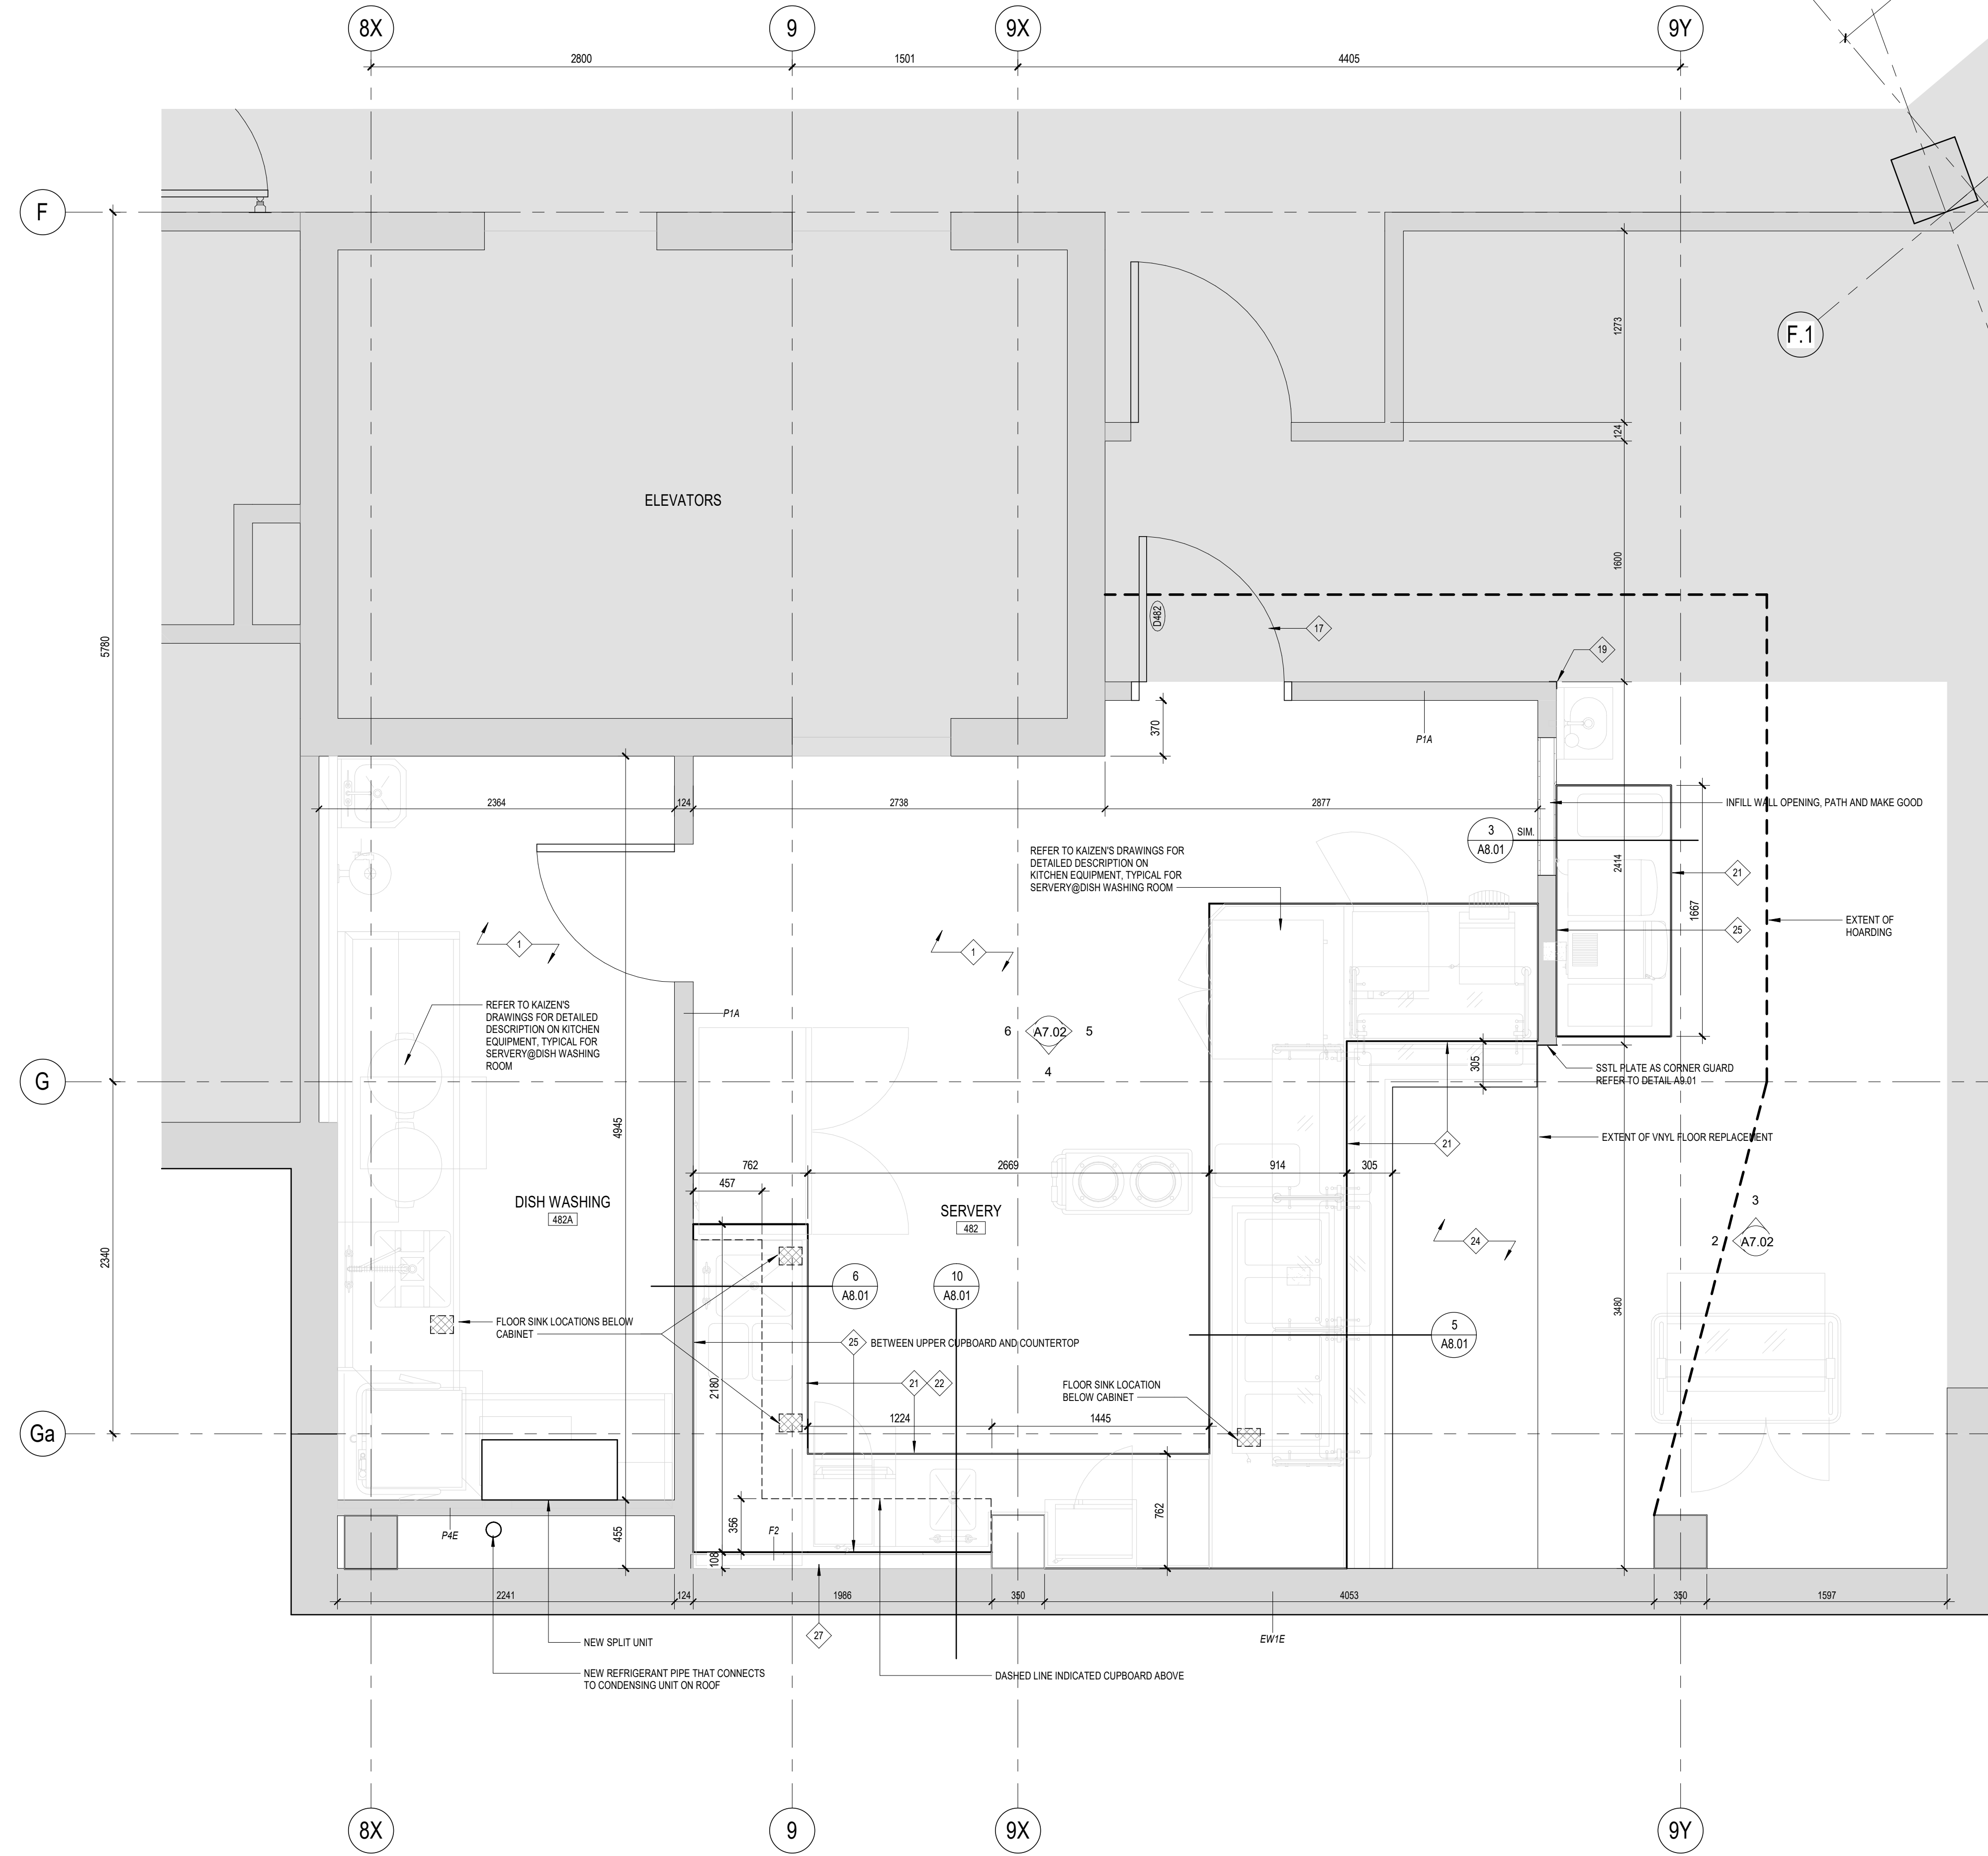 8X
9
9X
9Y
2800
1501
4405
F
F.1
1273
124
ELEVATORS
1600
5780
D482
17
19
370
P1A
2364
124
2738
2877
INFILL WALL OPENING, PATH AND MAKE GOOD
3
A8.01
SIM.
REFER TO KAIZEN'S DRAWINGS FOR
DETAILED DESCRIPTION ON
KITCHEN EQUIPMENT, TYPICAL FOR
SERVERY@DISH WASHING ROOM
2414
21
1667
EXTENT OF
HOARDING
25
1
1
REFER TO KAIZEN'S
DRAWINGS FOR DETAILED
DESCRIPTION ON KITCHEN
EQUIPMENT, TYPICAL FOR
SERVERY@DISH WASHING
ROOM
P1A
6
A7.02
5
4
305
SSTL PLATE AS CORNER GUARD
REFER TO DETAIL A9.01
G
4945
21
EXTENT OF VNYL FLOOR REPLACEMENT
762
2669
914
305
457
DISH WASHING
482A
SERVERY
482
3
2
A7.02
24
2340
6
A8.01
10
A8.01
3480
FLOOR SINK LOCATIONS BELOW
CABINET
25
BETWEEN UPPER CUPBOARD AND COUNTERTOP
5
A8.01
2180
21
22
FLOOR SINK LOCATION
BELOW CABINET
1224
1445
Ga
762
356
F2
P4E
455
108
2241
124
1986
350
4053
350
1597
27
EW1E
NEW SPLIT UNIT
NEW REFRIGERANT PIPE THAT CONNECTS
TO CONDENSING UNIT ON ROOF
DASHED LINE INDICATED CUPBOARD ABOVE
8X
9
9X
9Y